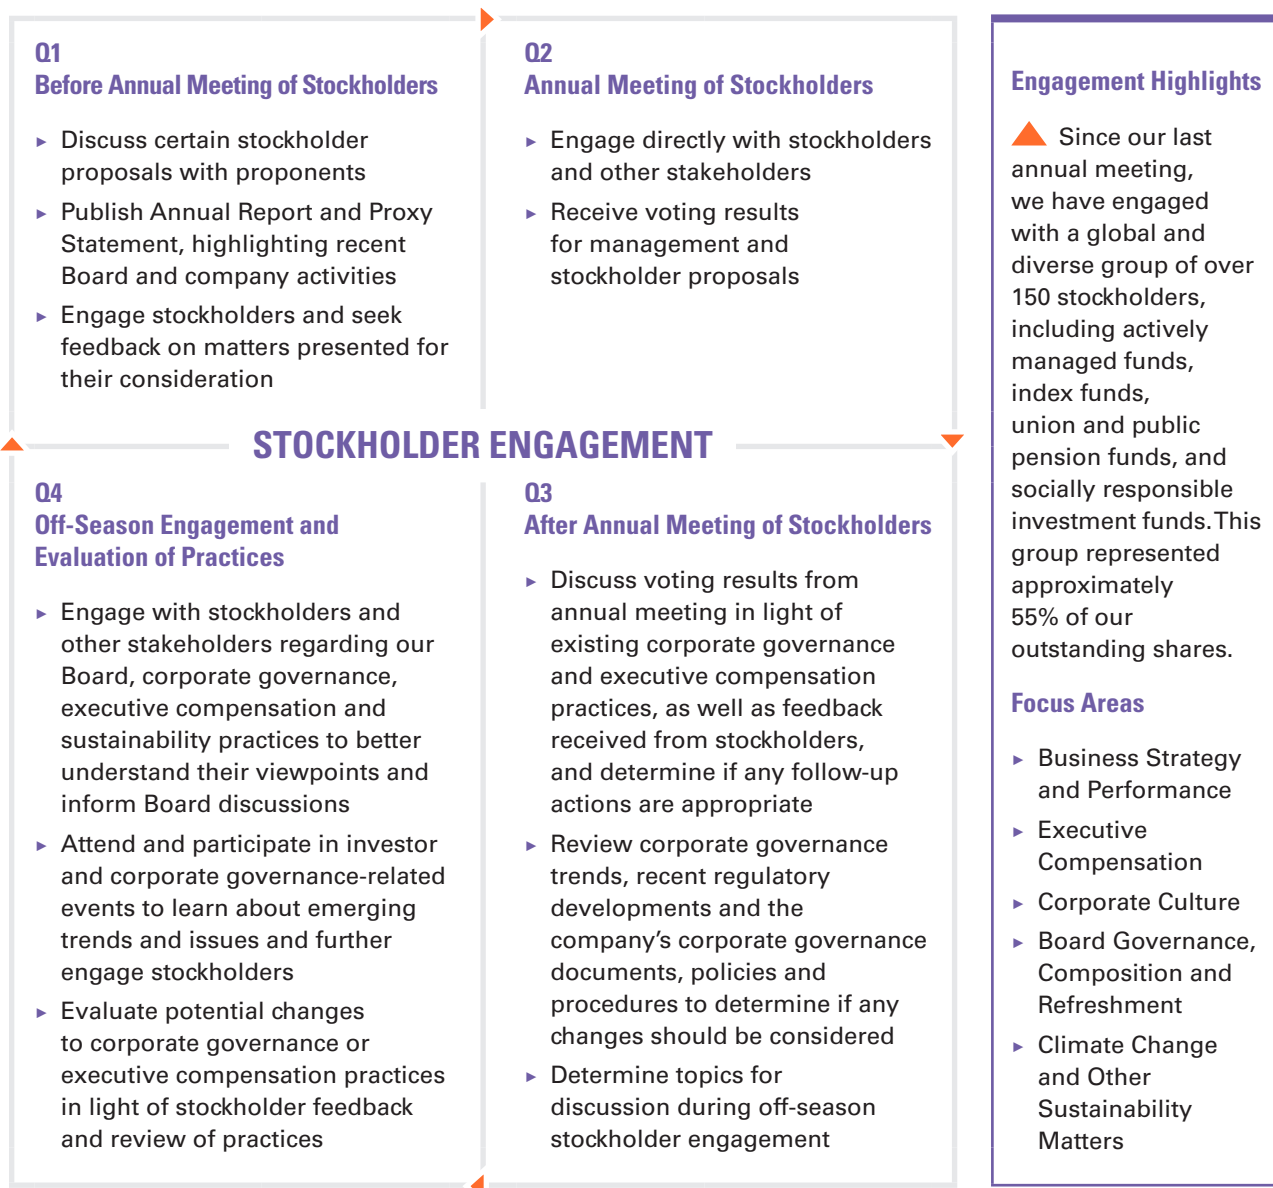 Q1
Before Annual Meeting of Stockholders
► Discuss certain stockholder
proposals with proponents
► Publish Annual Report and Proxy
Statement, highlighting recent
Board and company activities
► Engage stockholders and seek
feedback on matters presented for
their consideration
Q2
Annual Meeting of Stockholders
► Engage directly with stockholders
and other stakeholders
► Receive voting results
for management and
stockholder proposals
STOCKHOLDER ENGAGEMENT
Q4
Off-Season Engagement and
Evaluation of Practices
► Engage with stockholders and
other stakeholders regarding our
Board, corporate governance,
executive compensation and
sustainability practices to better
understand their viewpoints and
inform Board discussions
► Attend and participate in investor
and corporate governance-related
events to learn about emerging
trends and issues and further
engage stockholders
► Evaluate potential changes
to corporate governance or
executive compensation practices
in light of stockholder feedback
and review of practices
Q3
After Annual Meeting of Stockholders
► Discuss voting results from
annual meeting in light of
existing corporate governance
and executive compensation
practices, as well as feedback
received from stockholders,
and determine if any follow-up
actions are appropriate
► Review corporate governance
trends, recent regulatory
developments and the
company’s corporate governance
documents, policies and
procedures to determine if any
changes should be considered
► Determine topics for
discussion during off-season
stockholder engagement
Engagement Highlights
Since our last
annual meeting,
we have engaged
with a global and
diverse group of over
150 stockholders,
including actively
managed funds,
index funds,
union and public
pension funds, and
socially responsible
investment funds. This
group represented
approximately
55% of our
outstanding shares.
Focus Areas
► Business Strategy
and Performance
► Executive
Compensation
► Corporate Culture
► Board Governance,
Composition and
Refreshment
► Climate Change
and Other
Sustainability
Matters